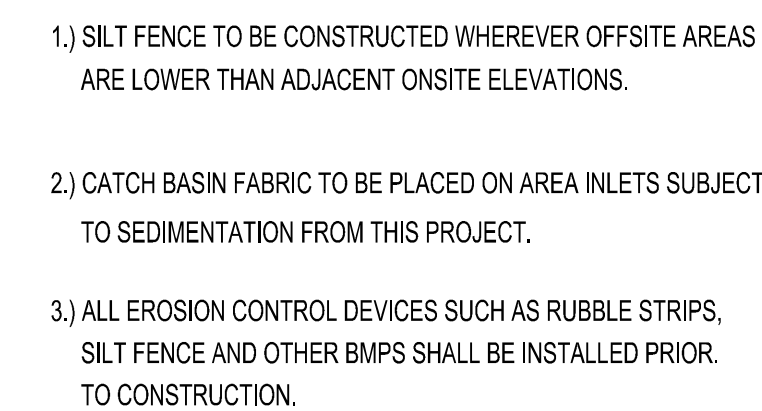 1.) SILT FENCE TO BE CONSTRUCTED WHEREVER OFFSITE AREAS
ARE LOWER THAN ADJACENT ONSITE ELEVATIONS.
2.) CATCH BASIN FABRIC TO BE PLACED ON AREA INLETS SUBJECT
TO SEDIMENTATION FROM THIS PROJECT.
3.) ALL EROSION CONTROL DEVICES SUCH AS RUBBLE STRIPS,
SILT FENCE AND OTHER BMPS SHALL BE INSTALLED PRIOR.
TO CONSTRUCTION.